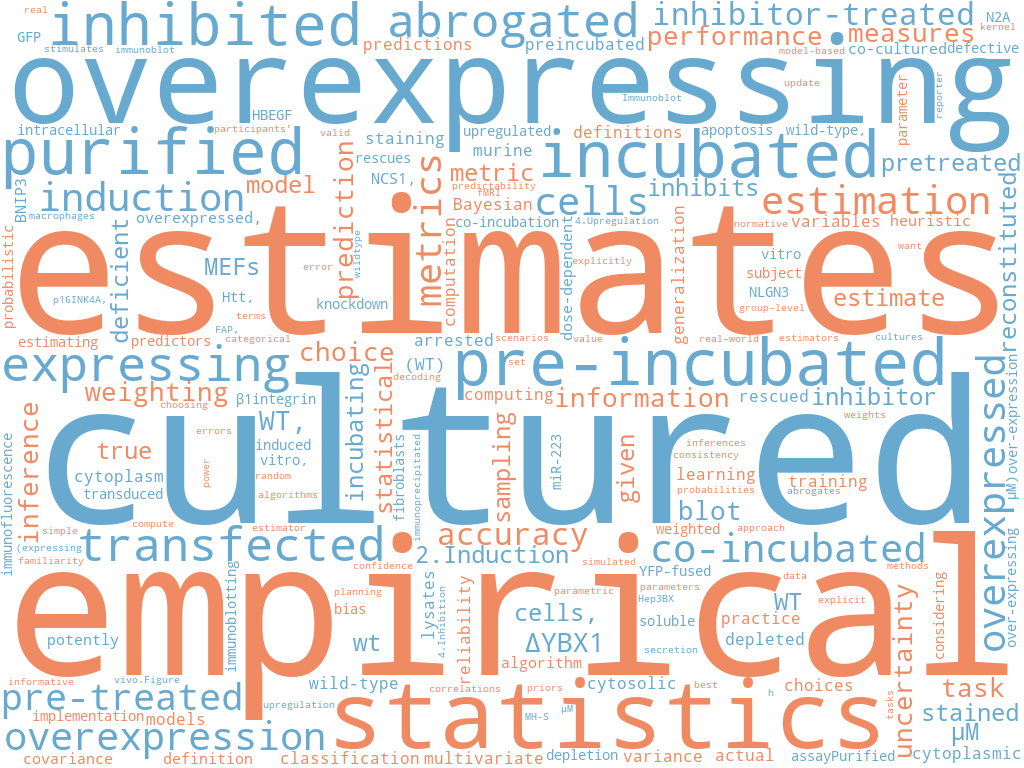 real
inhibited
abrogated
inhibitor-treated
N2A
GFP
stimulates
immunoblot
predictions
preincubated
performance
measures
kernel
model-based
co-cultured
defective
overexpressing
Immunoblot
update
parameter
reporter
HBEGF
intracellular
participants’
valid
staining
upregulated
definitions
apoptosis
wild-type,
purified
rescues
murine
incubated
pretreated
BNIP3
induction
model
NCS1,
metric
predictability
fMRI
cells
inhibits
estimation
macrophages
overexpressed,
prediction
metrics
Bayesian
co-incubation
4.Upregulation
normative
variables
heuristic
reconstituted
probabilistic
deficient
wildtype
computation
dose-dependent
generalization
want
estimates
MEFs
error
explicitly
vitro
subject
p16INK4A,
Htt,
knockdown
NLGN3
estimate
terms
group-level
FAP,
estimating
predictors
categorical
arrested
scenarios
value
real-world
estimators
cultures
expressing
choice
(WT)
pre-incubated
set
decoding
weighting
computing
information
rescued
inhibitor
choosing
β1integrin
incubating
statistical
weights
overexpressed
over-expression
inference
WT,
errors
cultured
sampling
miR-223
given
inferences
true
induced
consistency
immunofluorescence
cytoplasm
power
vitro,
random
fibroblasts
immunoprecipitated
learning
training
transduced
algorithms
probabilities
abrogates
µM)
blot
simple
compute
estimator
accuracy
weighted
approach
transfected
2.Induction
co-incubated
over-expressing
(expressing
familiarity
confidence
simulated
YFP-fused
data
methods
empirical
immunoblotting
planning
lysates
4.Inhibition
reliability
parametric
parameters
Hep3BX
explicit
considering
bias
cells,
WT
soluble
practice
potently
wt
ΔYBX1
depleted
uncertainty
secretion
algorithm
informative
vivo.Figure
wild-type
correlations
priors
cytosolic
best
h
choices
task
pre-treated
upregulation
statistics
tasks
implementation
models
MH-S
µM
stained
overexpression
µM
covariance
definition
classification
multivariate
depletion
variance
actual
assayPurified
cytoplasmic